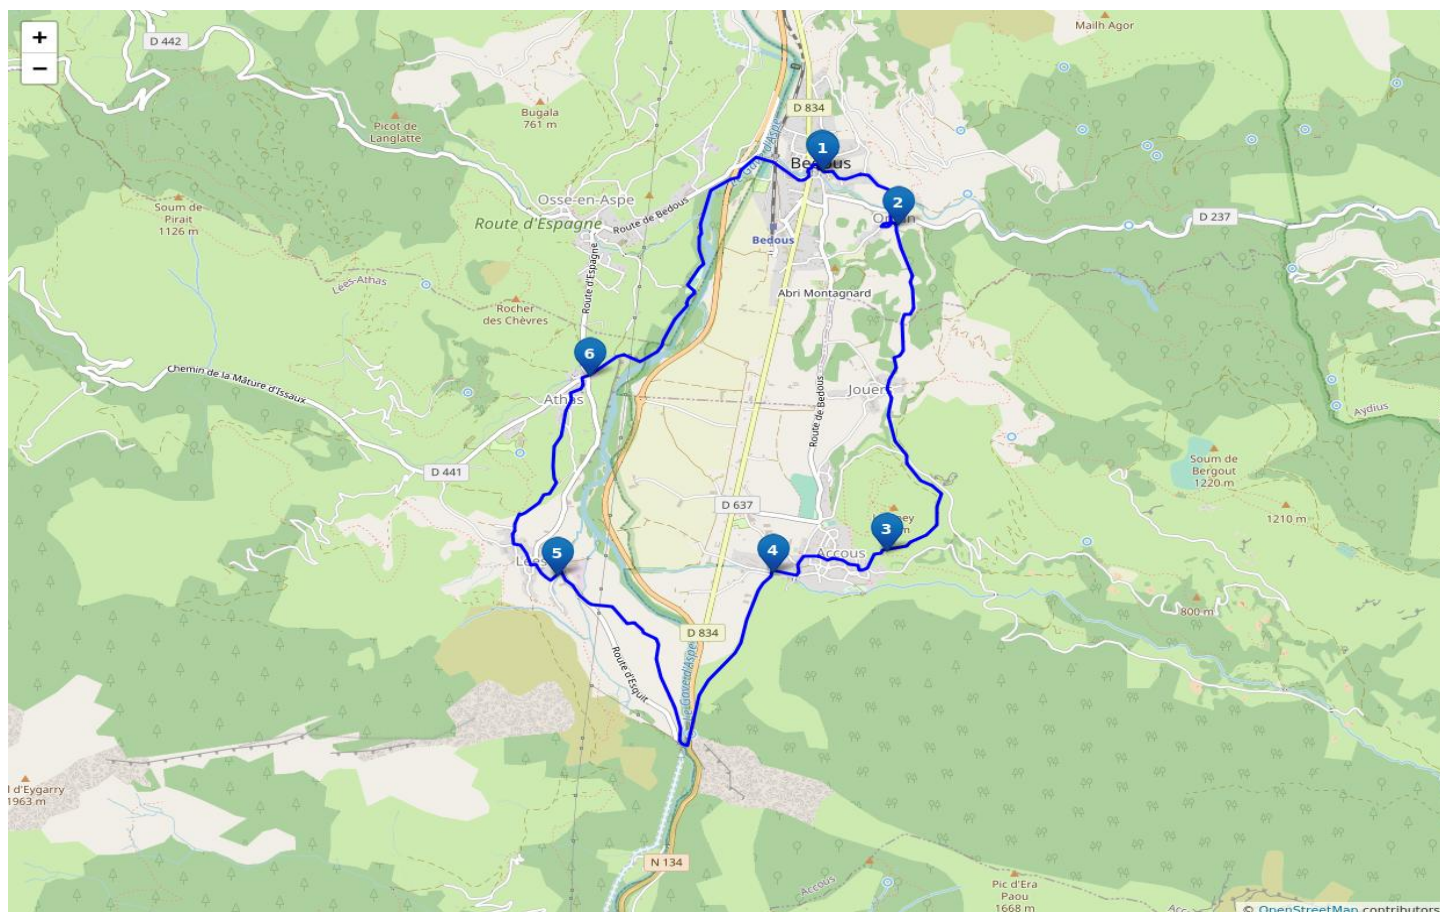 +
−
D 442
Mailh Agor
Bugala
761 m
Picot de
Langlatte
D 834
1
Bedous
Osse-en-Aspe
Route d'Espagne
Route de Bedous
Soum de
Pirait
1126 m
2
D 237
Bedous
Lées-Athas
Route d'Espagne
Abri Montagnard
Rocher
des Chèvres
6
Chemin de la Mâture d'Issaux
Athas
Jouers
Route de Bedous
Aydius
D 441
Soum de
Bergout
1220 m
D 637
1210 m
3
4
5
Accous
800 m
D 834
Le Gave d'Aspe
Route d'Esquit
d'Eygarry
1963 m
N 134
Accous
Pic d'Era
Paou
1668 m
© OpenStreetMap contributors